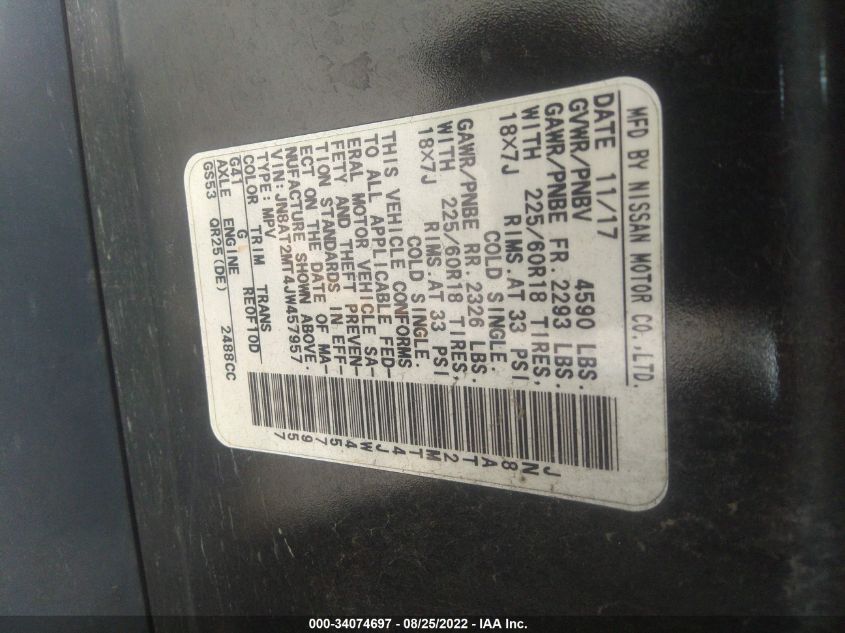 MFD BY NISSAN MOTOR CO.,LTD.
DATE 11/17
GVWR/PNBV 4590 LBS.
GAWR/PNBE FR. 2293 LBS.
WITH 225/60R18 TIRES,
18X7J RIMS.AT 33 PSI
COLD SINGLE.
GAWR/PNBE RR. 2326 LBS.
WITH 225/60R18 TIRES,
18X7J RIMS.AT 33 PSI
COLD SINGLE.
THIS VEHICLE CONFORMS
TO ALL APPLICABLE FED-
ERAL MOTOR VEHICLE SA-
FETY AND THEFT PREVEN-
TION STANDARDS IN EFF-
ECT ON THE DATE OF MA-
NUFACTURE SHOWN ABOVE.
VIN:JN8AT2MT4JW457957
TYPE:MPV
COLOR TRIM TRANS
G41 G RE0F10D
AXLE ENGINE
GS53 QR25(DE) 2488CC
JN8AT2MT4JW457957
000-34074697 - 08/25/2022 - IAA Inc.